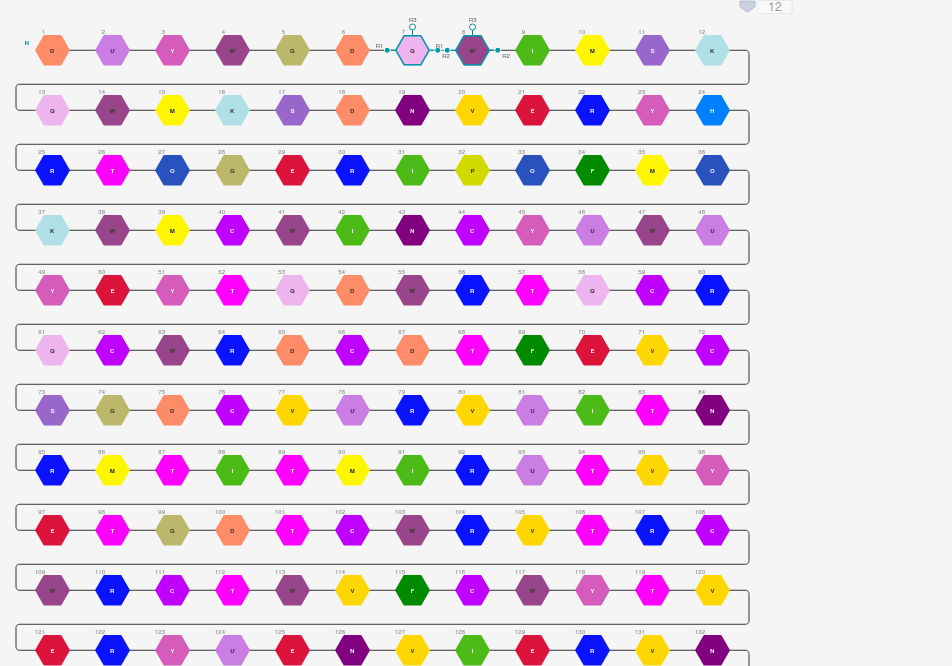 12
R3 R3
1 2 3 4 5 6 7 8 9 10 11 12
N D U Y W G D R1 Q R1 R2 W R2 I M S K
13 14 15 16 17 18 19 20 21 22 23 24
Q W M K S D N V E R Y H
25 26 27 28 29 30 31 32 33 34 35 36
R T O G E R I P O F M O
37 38 39 40 41 42 43 44 45 46 47 48
K W M C W I N C Y U W U
49 50 51 52 53 54 55 56 57 58 59 60
Y E Y T Q D W R T Q C R
61 62 63 64 65 66 67 68 69 70 71 72
Q C W R D C D T F E V C
73 74 75 76 77 78 79 80 81 82 83 84
S G D C V U R V U I T N
85 86 87 88 89 90 91 92 93 94 95 96
R M T I T M I R U T V Y
97 98 99 100 101 102 103 104 105 106 107 108
E T G D T C W R V T R C
109 110 111 112 113 114 115 116 117 118 119 120
W R C T W V F C W Y T V
121 122 123 124 125 126 127 128 129 130 131 132
E R Y U E N V I E R V N